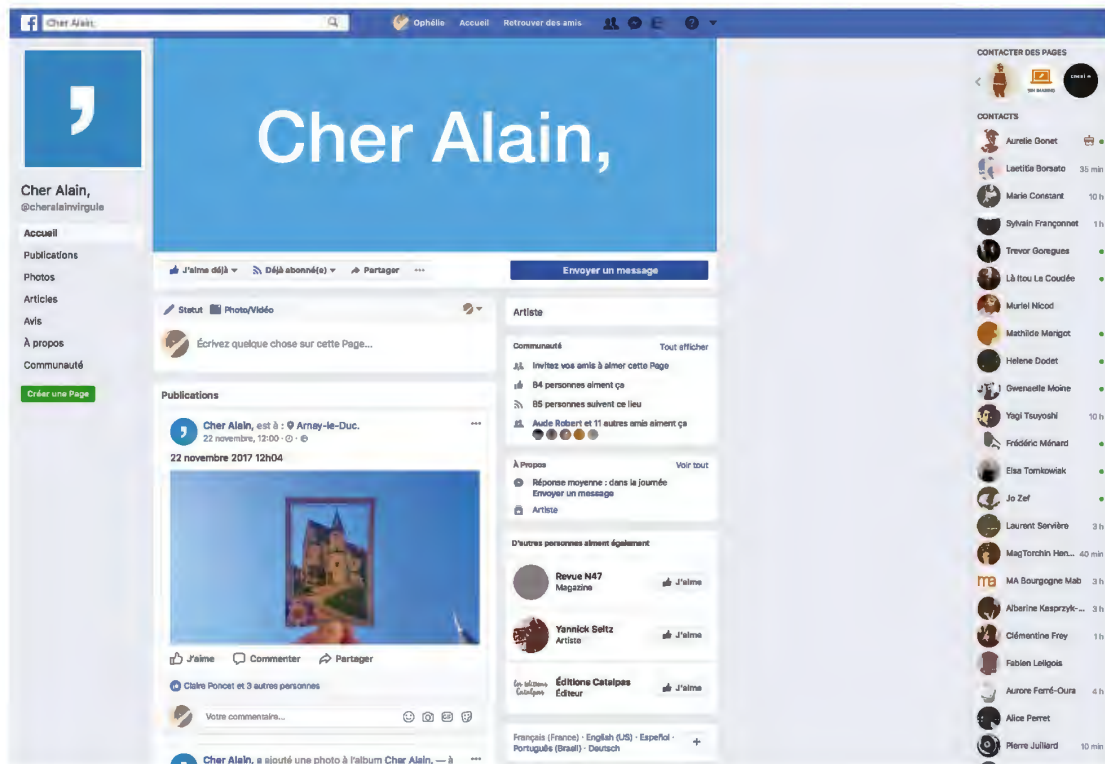 Cher Alain,
Ophélie
Accueil
Retrouver des amis
Cher Alain,
@cheralainvirgule
Accueil
Publications
Photos
Articles
Avis
À propos
Communauté
Créer une Page
Cher Alain,
J'aime déjà
Déjà abonné(e)
Partager
Envoyer un message
Statut
Photo/Vidéo
Écrivez quelque chose sur cette Page...
Publications
Cher Alain, est à : Arnay-le-Duc.
22 novembre, 12:00
22 novembre 2017 12h04
J'aime
Commenter
Partager
Claire Poncet et 3 autres personnes
Votre commentaire...
Cher Alain, a ajouté une photo à l'album Cher Alain, — à
Artiste
Communauté
Tout afficher
Invitez vos amis à aimer cette Page
84 personnes aiment ça
85 personnes suivent ce lieu
Aude Robert et 11 autres amis aiment ça
À Propos
Voir tout
Réponse moyenne : dans la journée
Envoyer un message
Artiste
D'autres personnes aiment également
Revue N47
Magazine
J'aime
Yannick Seitz
Artiste
J'aime
Éditions Catalpas
Éditeur
J'aime
Français (France) · English (US) · Español ·
Português (Brasil) · Deutsch
CONTACTER DES PAGES
CONTACTS
Aurelie Gonet
Laetitia Borsato 35 min
Marie Constant 10 h
Sylvain Françonnet 1 h
Trevor Goregues
Là Itou La Coudée
Muriel Nicod
Mathilde Marigot
Helene Dodet
Gwenaelle Moine
Yagi Tsuyoshi 10 h
Frédéric Ménard
Elsa Tomkowiak
Jo Zef
Laurent Servière 3 h
MagTorchin Hen... 40 min
MA Bourgogne Mab 3 h
Alberine Kasprzyk-... 3 h
Clémentine Frey 1 h
Fabien Leligois
Aurore Ferré-Oura 4 h
Alice Perret
Pierre Juillard 10 min